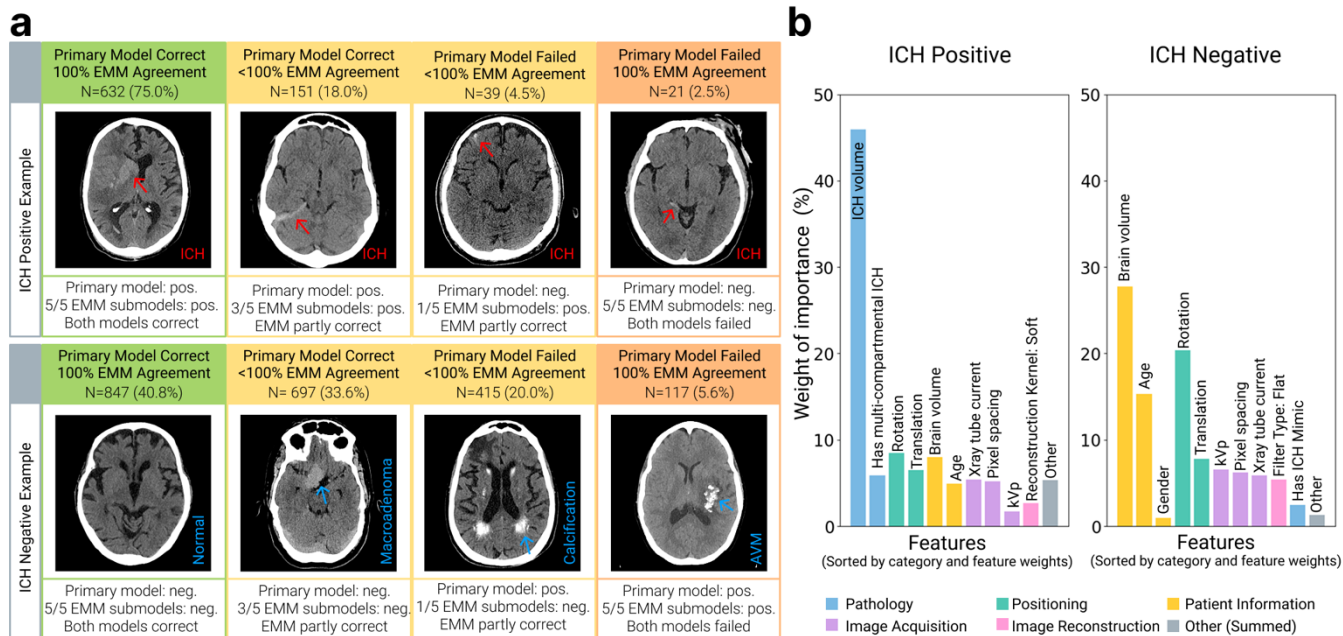 a
Primary Model Correct
100% EMM Agreement
N=632 (75.0%)
Primary Model Correct
<100% EMM Agreement
N=151 (18.0%)
Primary Model Failed
<100% EMM Agreement
N=39 (4.5%)
Primary Model Failed
100% EMM Agreement
N=21 (2.5%)
ICH Positive Example
ICH
ICH
ICH
ICH
Primary model: pos.
5/5 EMM submodels: pos.
Both models correct
Primary model: pos.
3/5 EMM submodels: pos.
EMM partly correct
Primary model: neg.
1/5 EMM submodels: pos.
EMM partly correct
Primary model: neg.
5/5 EMM submodels: neg.
Both models failed
Primary Model Correct
100% EMM Agreement
N=847 (40.8%)
Primary Model Correct
<100% EMM Agreement
N= 697 (33.6%)
Primary Model Failed
<100% EMM Agreement
N=415 (20.0%)
Primary Model Failed
100% EMM Agreement
N=117 (5.6%)
ICH Negative Example
Normal
Macroadenoma
Calcification
AVM
Primary model: neg.
5/5 EMM submodels: neg.
Both models correct
Primary model: neg.
3/5 EMM submodels: neg.
EMM partly correct
Primary model: pos.
1/5 EMM submodels: neg.
EMM partly correct
Primary model: pos.
5/5 EMM submodels: pos.
Both models failed
b
ICH Positive
Weight of importance (%)
50
40
30
20
10
0
ICH volume
Has multi-compartmental ICH
Rotation
Translation
Brain volume
Age
Xray tube current
Pixel spacing
kVp
Reconstruction Kernel: Soft
Other
Features
(Sorted by category and feature weights)
ICH Negative
50
40
30
20
10
0
Brain volume
Age
Gender
Rotation
Translation
kVp
Pixel spacing
Xray tube current
Filter Type: Flat
Has ICH Mimic
Other
Features
(Sorted by category and feature weights)
Pathology
Positioning
Patient Information
Image Acquisition
Image Reconstruction
Other (Summed)